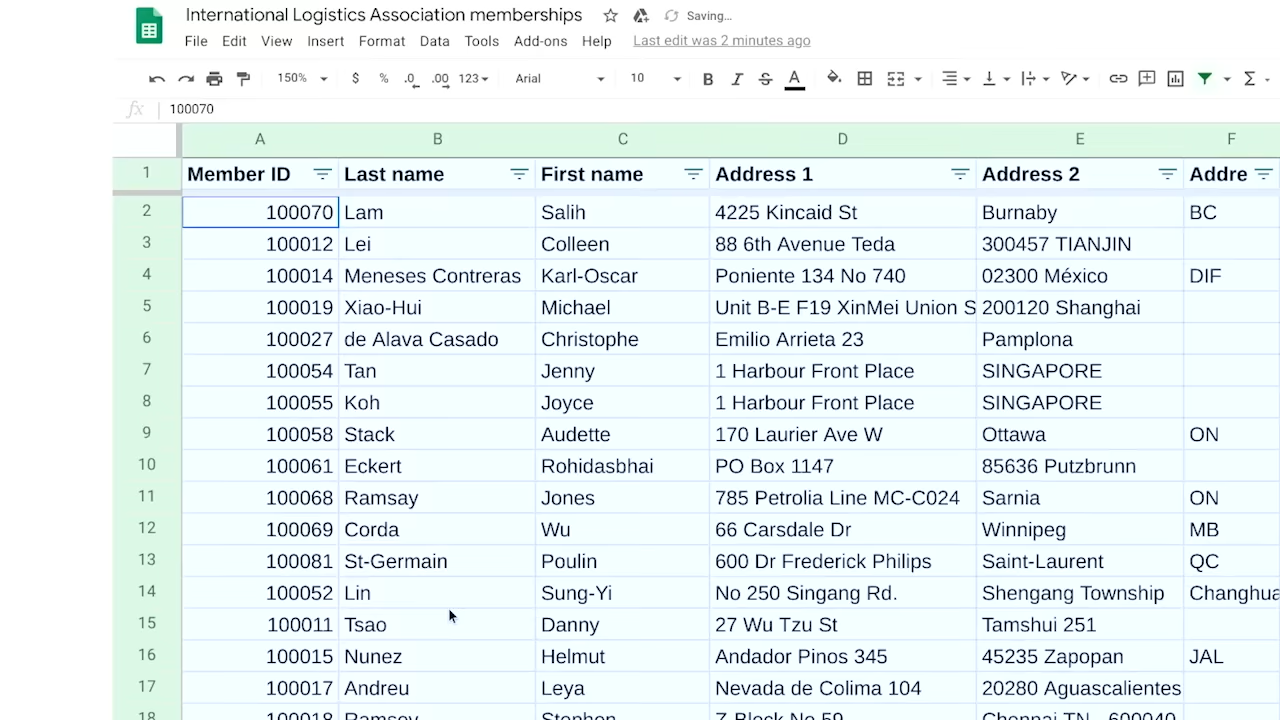 International Logistics Association memberships Saving…
File Edit View Insert Format Data Tools Add-ons Help Last edit was 2 minutes ago
150% $ % .0 .00 123 Arial 10 B I S A Σ
fx 100070
A B C D E F
1 Member ID Last name First name Address 1 Address 2 Addre
2 100070 Lam Salih 4225 Kincaid St Burnaby BC
3 100012 Lei Colleen 88 6th Avenue Teda 300457 TIANJIN
4 100014 Meneses Contreras Karl-Oscar Poniente 134 No 740 02300 México DIF
5 100019 Xiao-Hui Michael Unit B-E F19 XinMei Union S 200120 Shanghai
6 100027 de Alava Casado Christophe Emilio Arrieta 23 Pamplona
7 100054 Tan Jenny 1 Harbour Front Place SINGAPORE
8 100055 Koh Joyce 1 Harbour Front Place SINGAPORE
9 100058 Stack Audette 170 Laurier Ave W Ottawa ON
10 100061 Eckert Rohidasbhai PO Box 1147 85636 Putzbrunn
11 100068 Ramsay Jones 785 Petrolia Line MC-C024 Sarnia ON
12 100069 Corda Wu 66 Carsdale Dr Winnipeg MB
13 100081 St-Germain Poulin 600 Dr Frederick Philips Saint-Laurent QC
14 100052 Lin Sung-Yi No 250 Singang Rd. Shengang Township Changhua
15 100011 Tsao Danny 27 Wu Tzu St Tamshui 251
16 100015 Nunez Helmut Andador Pinos 345 45235 Zapopan JAL
17 100017 Andreu Leya Nevada de Colima 104 20280 Aguascalientes
18 100018